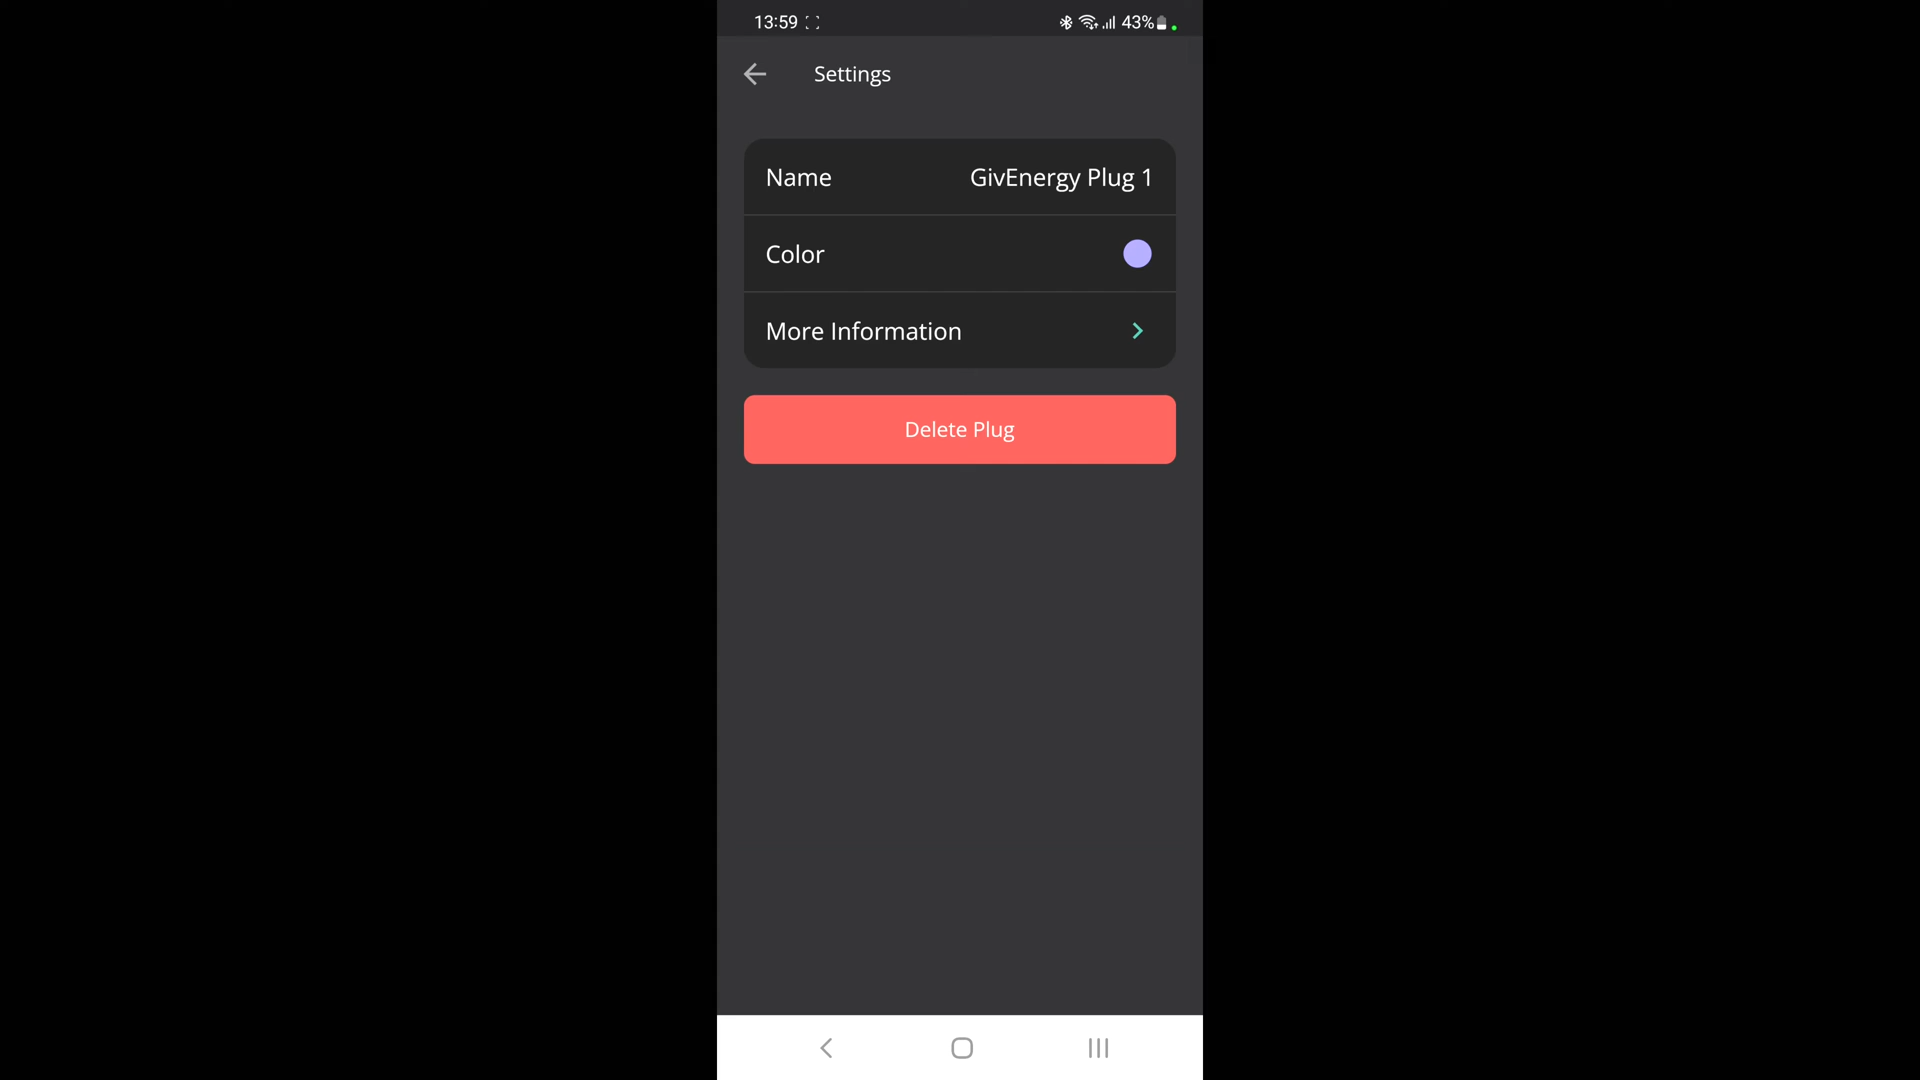 13:59 43%
Settings
Name GivEnergy Plug 1
Color
More Information
Delete Plug